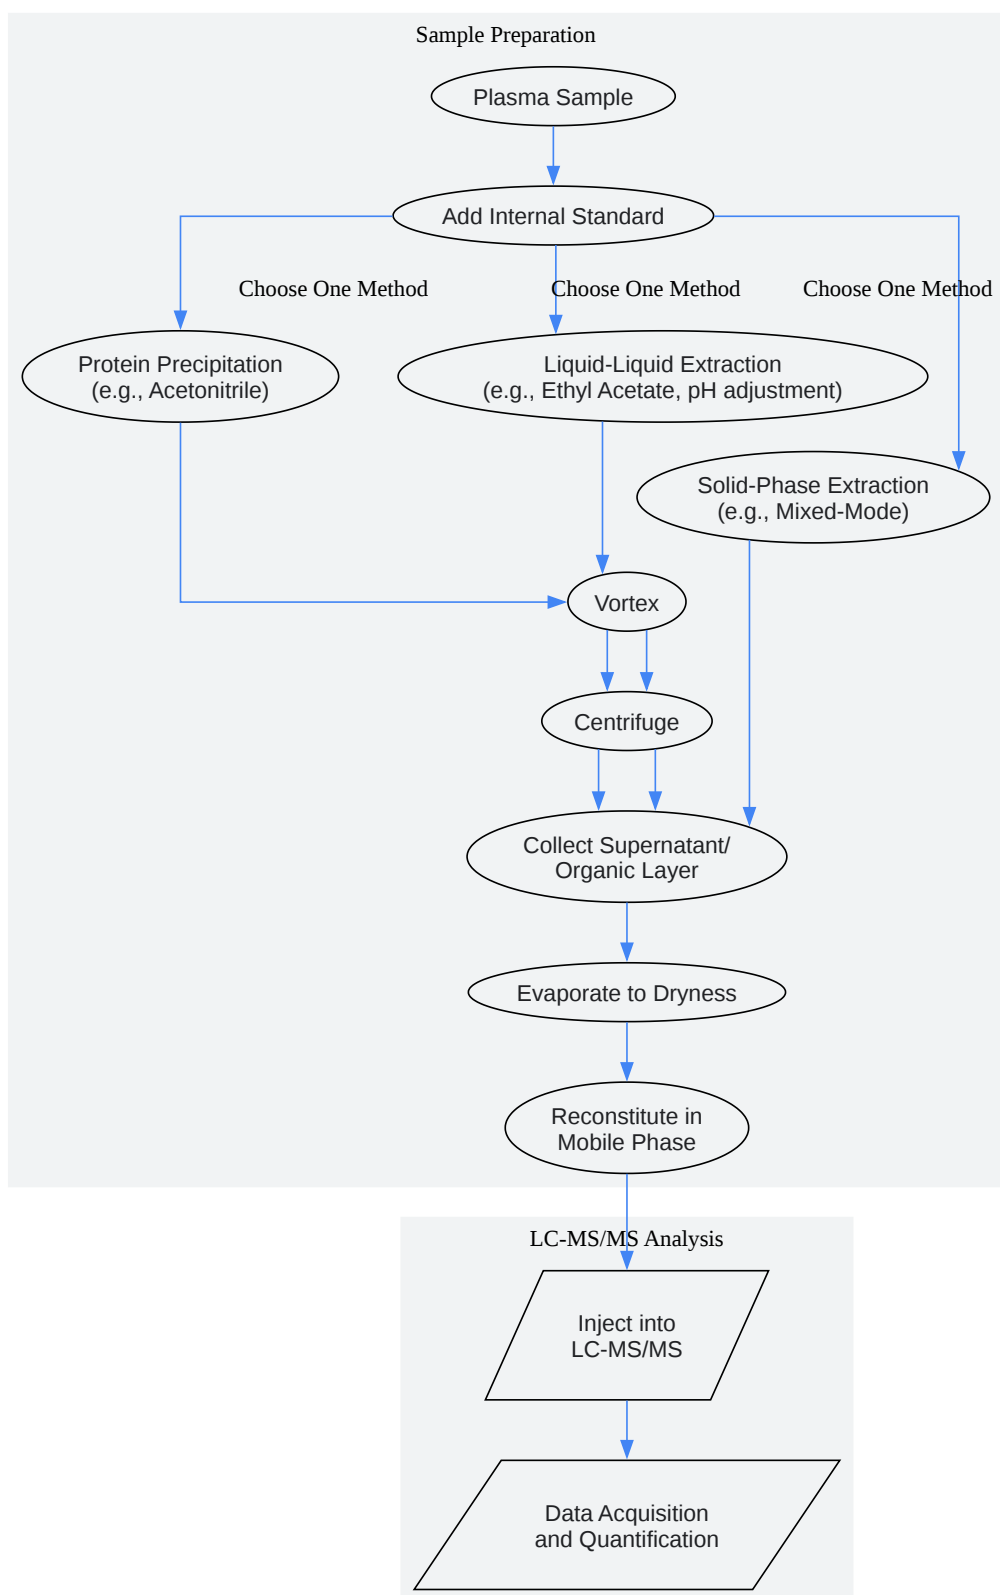 Sample Preparation
Plasma Sample
Add Internal Standard
Choose One Method
Choose One Method
Choose One Method
Protein Precipitation
(e.g., Acetonitrile)
Liquid-Liquid Extraction
(e.g., Ethyl Acetate, pH adjustment)
Solid-Phase Extraction
(e.g., Mixed-Mode)
Vortex
Centrifuge
Collect Supernatant/
Organic Layer
Evaporate to Dryness
Reconstitute in
Mobile Phase
LC-MS/MS Analysis
Inject into
LC-MS/MS
Data Acquisition
and Quantification